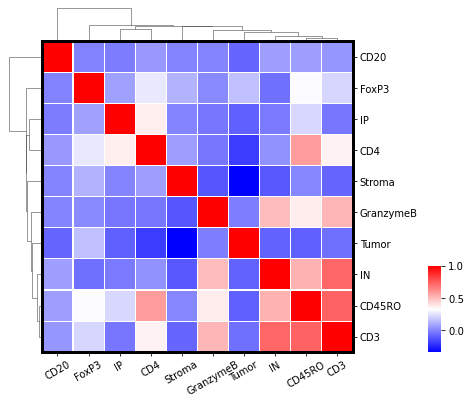 CD20
FoxP3
IP
CD4
Stroma
GranzymeB
Tumor
IN
CD45RO
CD3
1.0
0.5
0.0
CD20 FoxP3 IP CD4 Stroma GranzymeB Tumor IN CD45RO CD3